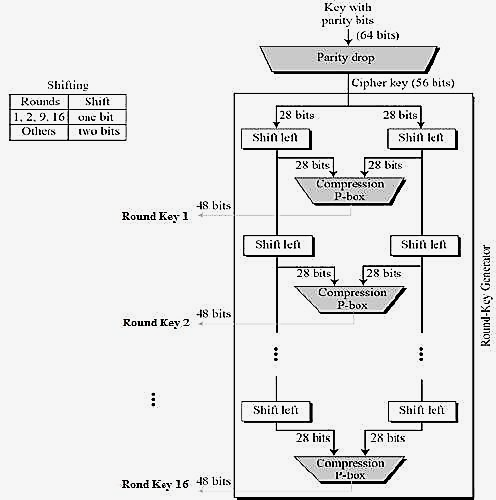 Key with
parity bits
(64 bits)
Parity drop
Cipher key (56 bits)
Shifting
Rounds Shift
1, 2, 9, 16 one bit
Others two bits
28 bits 28 bits
Shift left Shift left
28 bits 28 bits
Compression
P-box
48 bits
Round Key 1
Shift left Shift left
28 bits 28 bits
Compression
P-box
48 bits
Round Key 2
Round-Key Generator
Shift left Shift left
28 bits 28 bits
Compression
P-box
48 bits
Rond Key 16